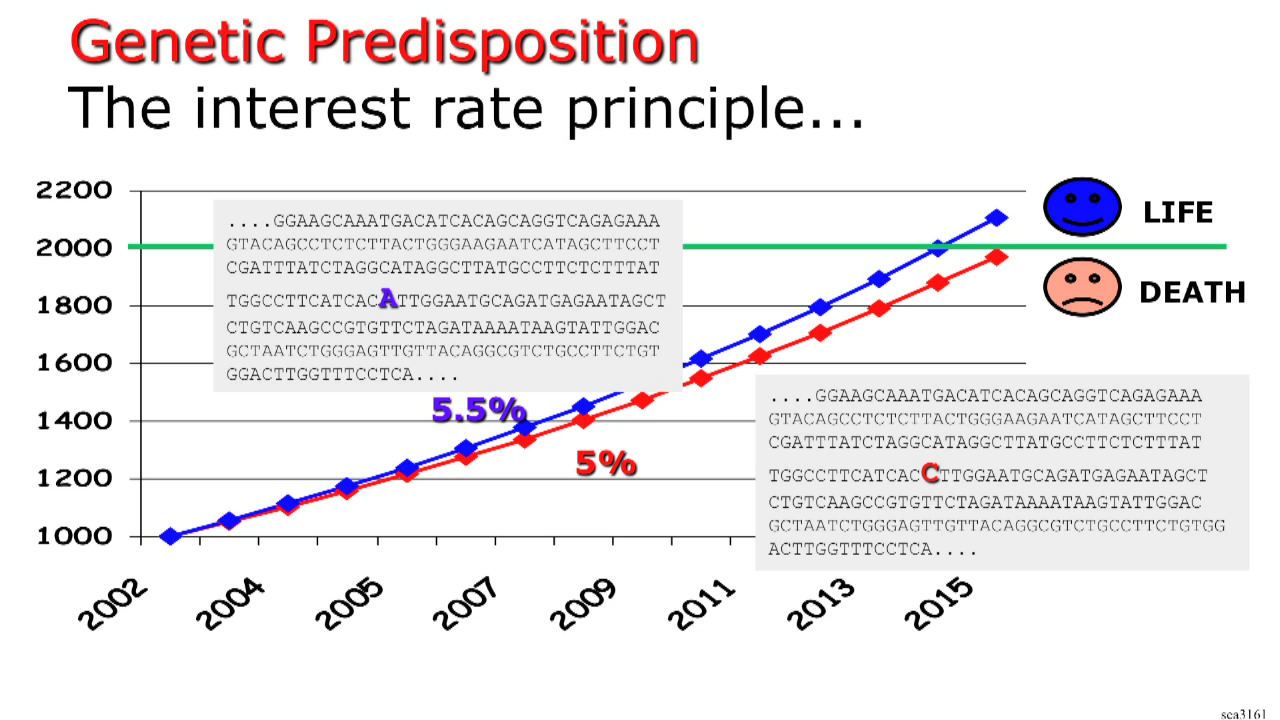 Genetic Predisposition
The interest rate principle...
2200
2000
1800
1600
1400
1200
1000
....GGAAGCAAATGACATCACAGCAGGTCAGAGAAA
GTACAGCCTCTCTTACTGGGAAGAATCATAGCTTCCT
CGATTTATCTAGGCATAGGCTTATGCCTTCTCTTTAT
TGGCCTTCATCACATTGGAATGCAGATGAGAATAGCT
CTGTCAAGCCGTGTTCTAGATAAAATAAGTATTGGAC
GCTAATCTGGGAGTTGTTACAGGCGTCTGCCTTCTGT
GGACTTGGTTTCCTCA....
5.5%
5%
LIFE
DEATH
....GGAAGCAAATGACATCACAGCAGGTCAGAGAAA
GTACAGCCTCTCTTACTGGGAAGAATCATAGCTTCCT
CGATTTATCTAGGCATAGGCTTATGCCTTCTCTTTAT
TGGCCTTCATCACCTTGGAATGCAGATGAGAATAGCT
CTGTCAAGCCGTGTTCTAGATAAAATAAGTATTGGAC
GCTAATCTGGGAGTTGTTACAGGCGTCTGCCTTCTGTGG
ACTTGGTTTCCTCA....
2002
2004
2005
2007
2009
2011
2013
2015
sca3161